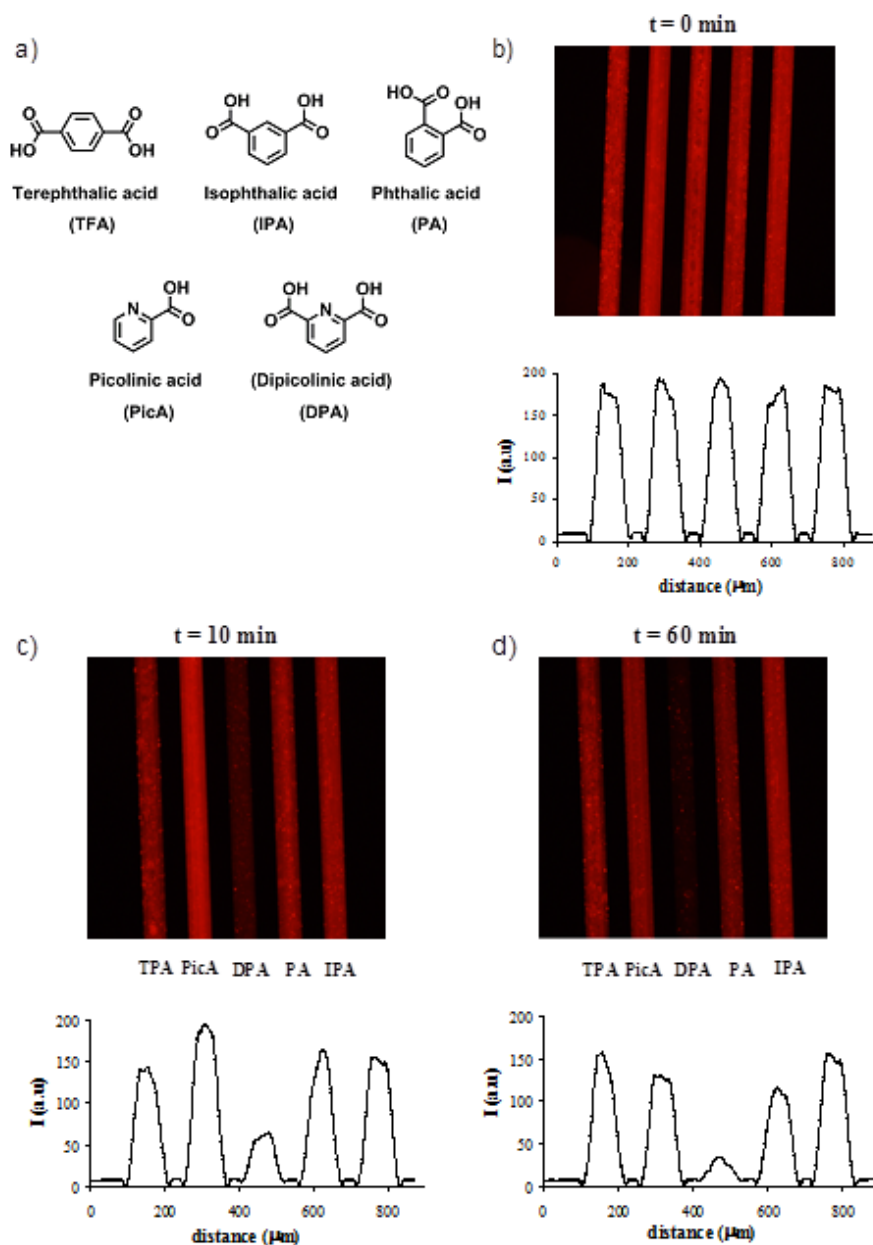 a)
O
HO
O
OH
Terephthalic acid
(TFA)
OH
O
OH
O
Isophthalic acid
(IPA)
HO
O
OH
O
Phthalic acid
(PA)
N
OH
O
Picolinic acid
(PicA)
OH
O
N
OH
O
(Dipicolinic acid)
(DPA)
b)
t = 0 min
200
150
100
50
0
I (a.u)
0 200 400 600 800
distance (μm)
c)
t = 10 min
TPA PicA DPA PA IPA
200
150
100
50
0
I (a.u)
0 200 400 600 800
distance (μm)
d)
t = 60 min
TPA PicA DPA PA IPA
200
150
100
50
0
I (a.u)
0 200 400 600 800
distance (μm)